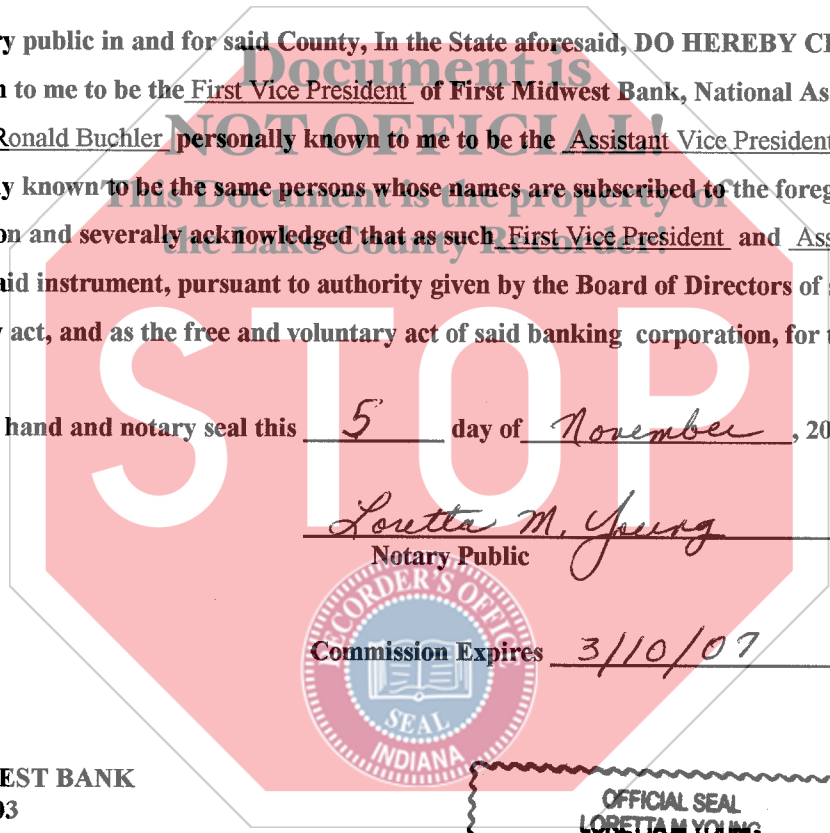 ry public in and for said County, In the State aforesaid, DO HEREBY CE
Document is
n to me to be the First Vice President of First Midwest Bank, National As
NOT OFFICIAL!
Ronald Buchler personally known to me to be the Assistant Vice President
This Document is the property of
y known to be the same persons whose names are subscribed to the foreg
the Lake County Recorder!
on and severally acknowledged that as such First Vice President and Ass
aid instrument, pursuant to authority given by the Board of Directors of s
y act, and as the free and voluntary act of said banking corporation, for t
STOP
hand and notary seal this 5 day of November, 20
Loretta M. Young
Notary Public
RECORDER'S OFFICE
Commission Expires 3/10/07
SEAL
INDIANA
EST BANK
03
OFFICIAL SEAL
LORETTA M YOUNG